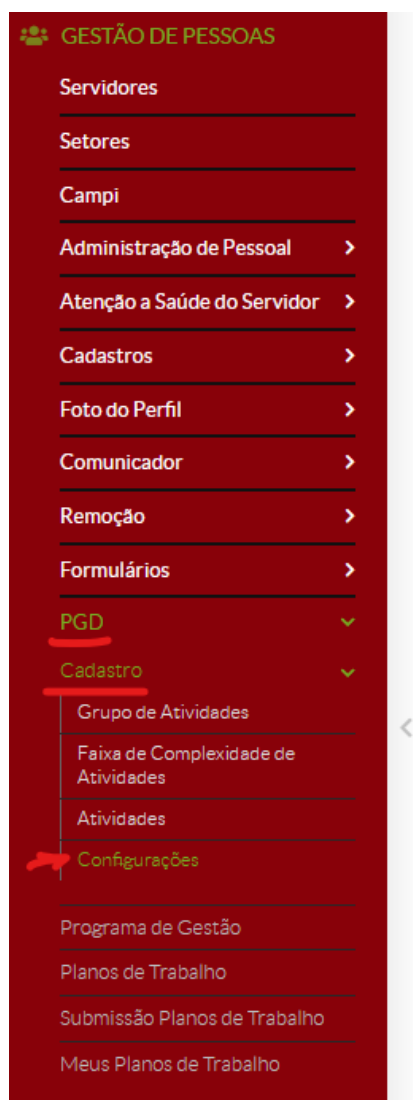 GESTÃO DE PESSOAS
Servidores
Setores
Campi
Administração de Pessoal
Atenção a Saúde do Servidor
Cadastros
Foto do Perfil
Comunicador
Remoção
Formulários
PGD
Cadastro
Grupo de Atividades
Faixa de Complexidade de
Atividades
Atividades
Configurações
Programa de Gestão
Planos de Trabalho
Submissão Planos de Trabalho
Meus Planos de Trabalho